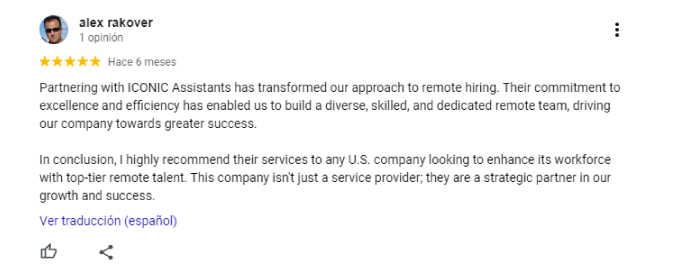 alex rakover
1 opinión
Hace 6 meses
Partnering with ICONIC Assistants has transformed our approach to remote hiring. Their commitment to
excellence and efficiency has enabled us to build a diverse, skilled, and dedicated remote team, driving
our company towards greater success.
In conclusion, I highly recommend their services to any U.S. company looking to enhance its workforce
with top-tier remote talent. This company isn't just a service provider; they are a strategic partner in our
growth and success.
Ver traducción (español)